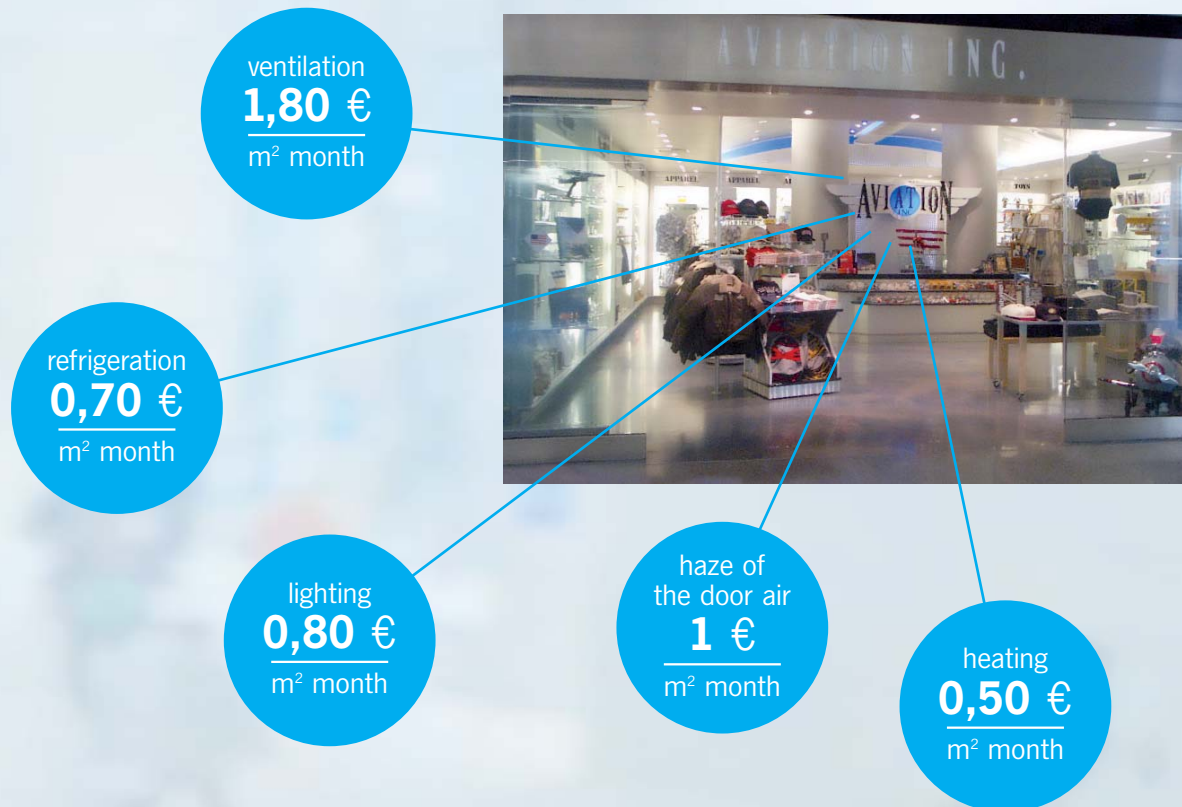 ventilation
1,80 €
m² month
AVIATION INC.
APPAREL
APPAREL
TOYS
AVIATION
INC.
refrigeration
0,70 €
m² month
lighting
0,80 €
m² month
haze of
the door air
1 €
m² month
heating
0,50 €
m² month